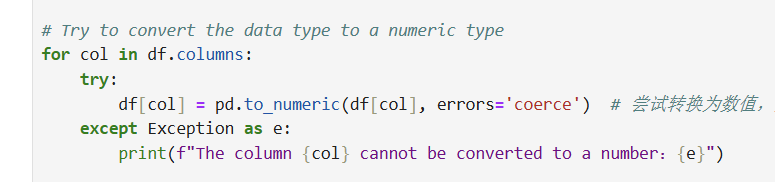 # Try to convert the data type to a numeric type
for col in df.columns:
    try:
        df[col] = pd.to_numeric(df[col], errors='coerce')  # 尝试转换为数值，
    except Exception as e:
        print(f"The column {col} cannot be converted to a number：{e}")